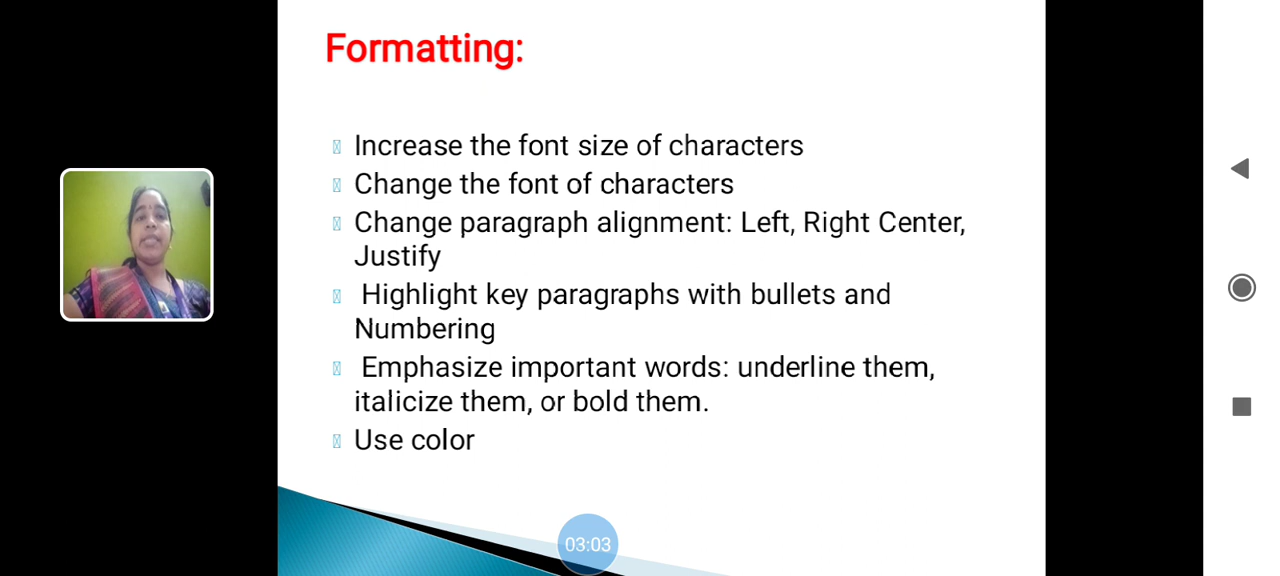 Formatting:
Increase the font size of characters
Change the font of characters
Change paragraph alignment: Left, Right Center,
Justify
Highlight key paragraphs with bullets and
Numbering
Emphasize important words: underline them,
italicize them, or bold them.
Use color
03:03